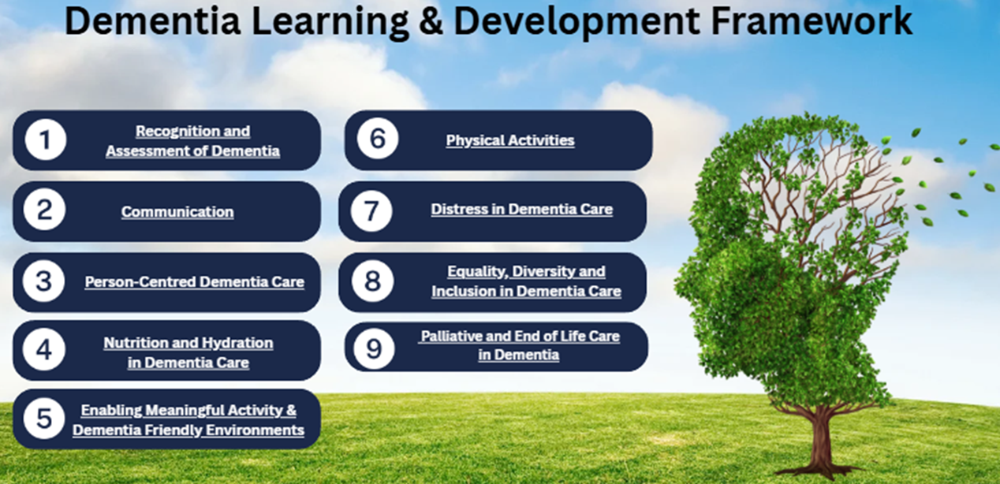 Dementia Learning & Development Framework
1
Recognition and
Assessment of Dementia
2
Communication
3
Person-Centred Dementia Care
4
Nutrition and Hydration
in Dementia Care
5
Enabling Meaningful Activity &
Dementia Friendly Environments
6
Physical Activities
7
Distress in Dementia Care
8
Equality, Diversity and
Inclusion in Dementia Care
9
Palliative and End of Life Care
in Dementia